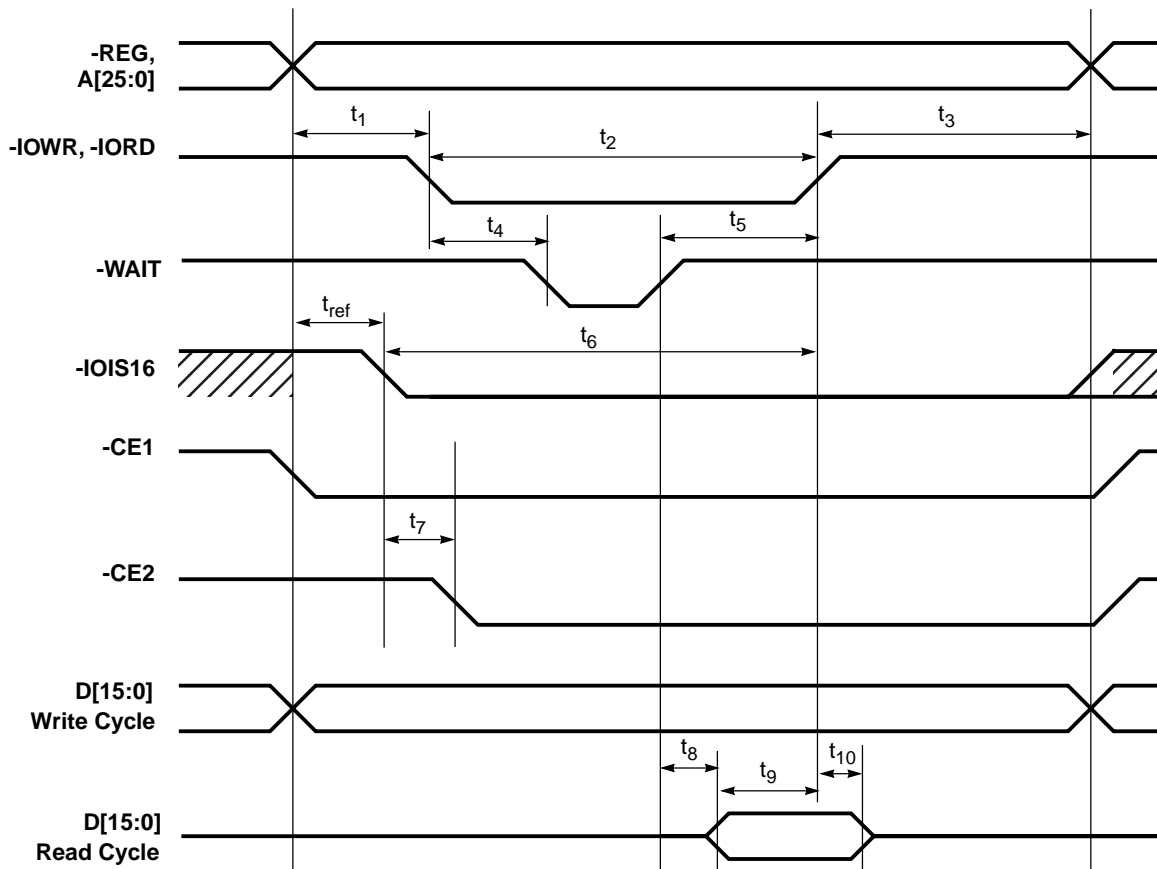 -REG,
A[25:0]
t1
t3
-IOWR, -IORD
t2
t4
t5
-WAIT
tref
t6
-IOIS16
-CE1
t7
-CE2
D[15:0]
Write Cycle
t8
t9
t10
D[15:0]
Read Cycle